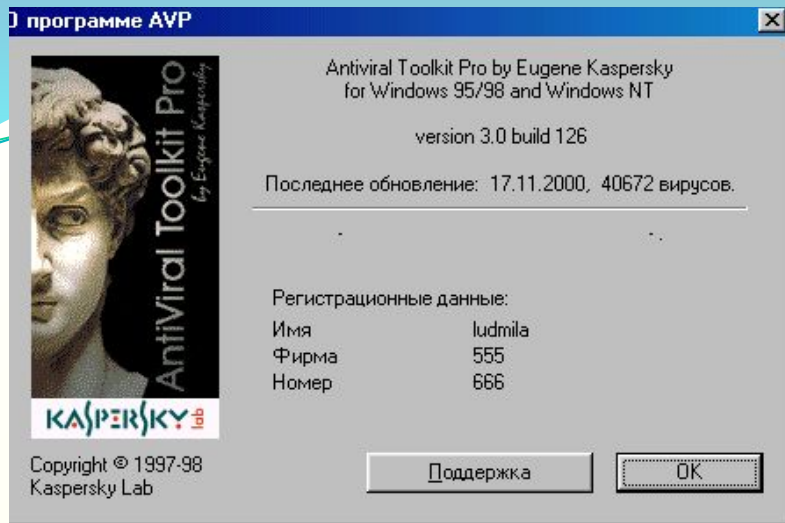 О программе AVP
AntiViral Toolkit Pro
by Eugene Kaspersky
KASPERSKY lab
Copyright © 1997-98
Kaspersky Lab
Antiviral Toolkit Pro by Eugene Kaspersky
for Windows 95/98 and Windows NT
version 3.0 build 126
Последнее обновление: 17.11.2000, 40672 вирусов.
Регистрационные данные:
Имя ludmila
Фирма 555
Номер 666
Поддержка OK